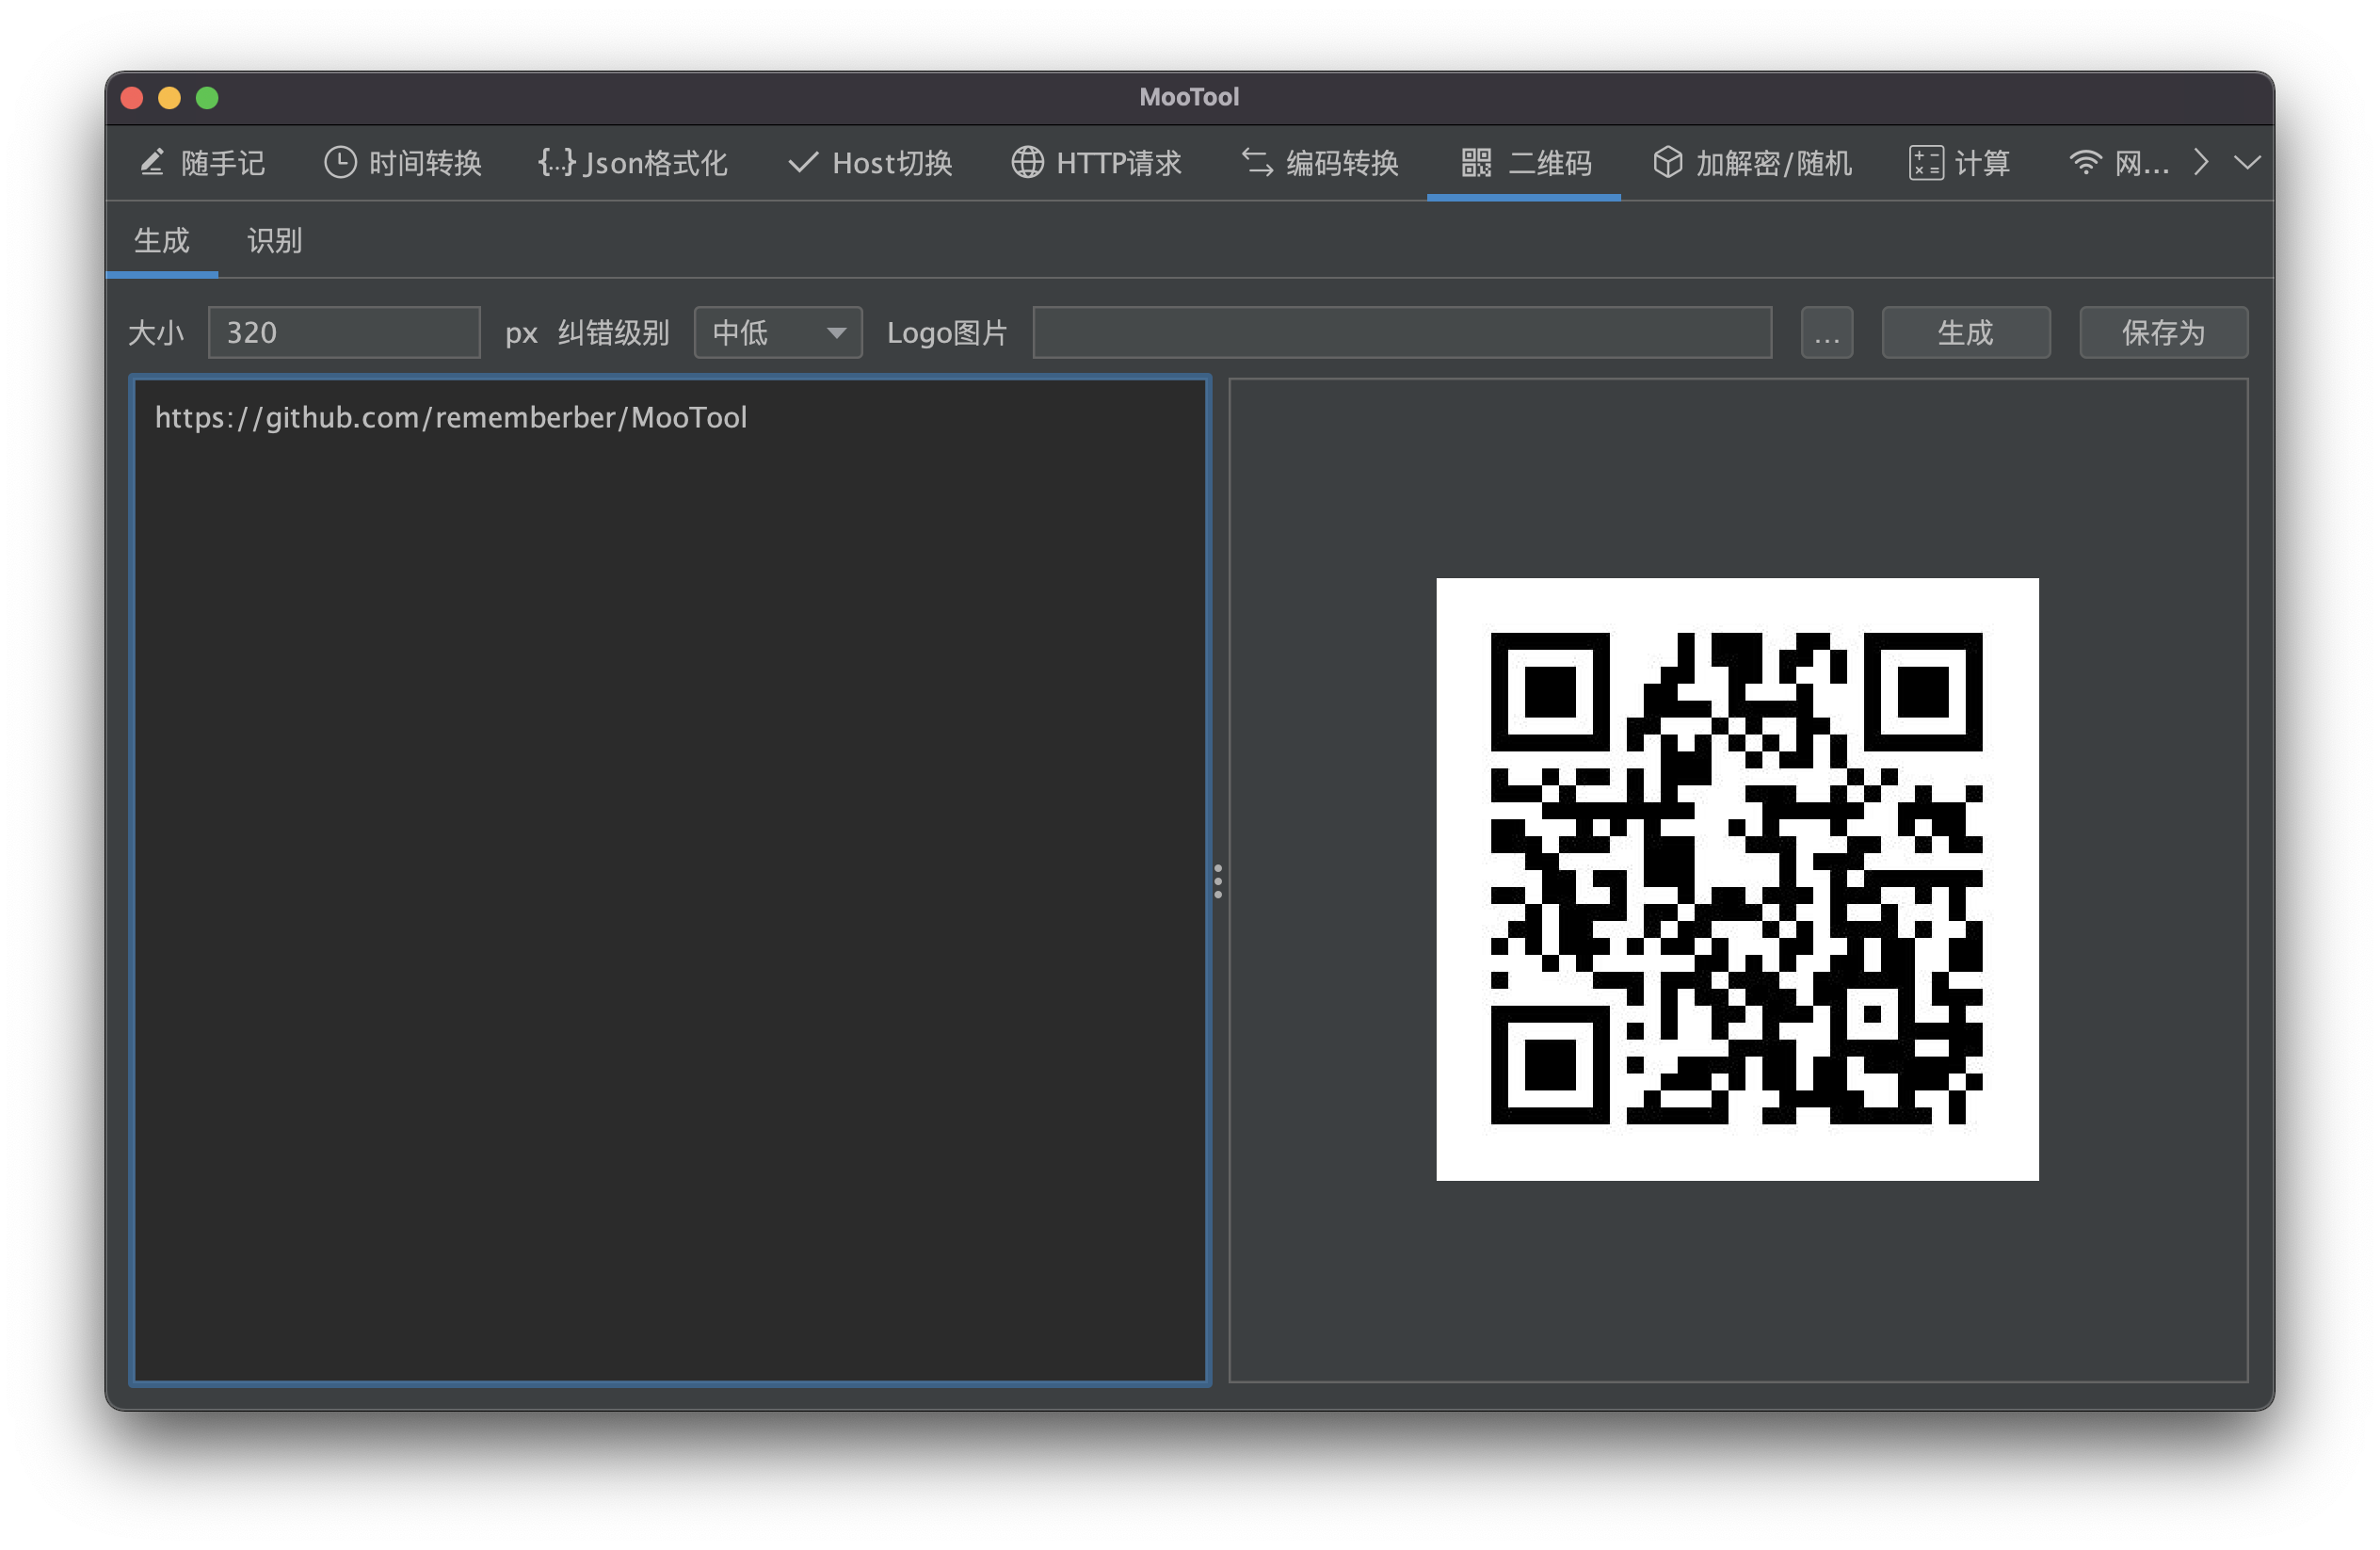 MooTool
随手记 时间转换 {...} Json格式化 Host切换 HTTP请求 编码转换 二维码 加解密/随机 计算 网...
生成 识别
大小 320 px 纠错级别 中低 Logo图片 ... 生成 保存为
https://github.com/rememberber/MooTool